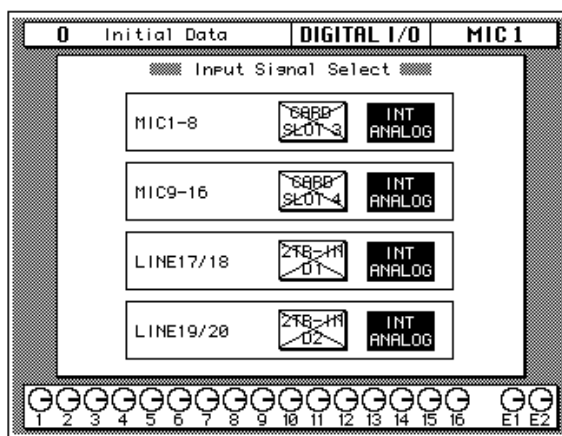 0 Initial Data DIGITAL I/O MIC 1
Input Signal Select
MIC1-8 CARD SLOT-3 INT ANALOG
MIC9-16 CARD SLOT-4 INT ANALOG
LINE17/18 2TR-IN D1 INT ANALOG
LINE19/20 2TR-IN D2 INT ANALOG
1 2 3 4 5 6 7 8 9 10 11 12 13 14 15 16 E1 E2